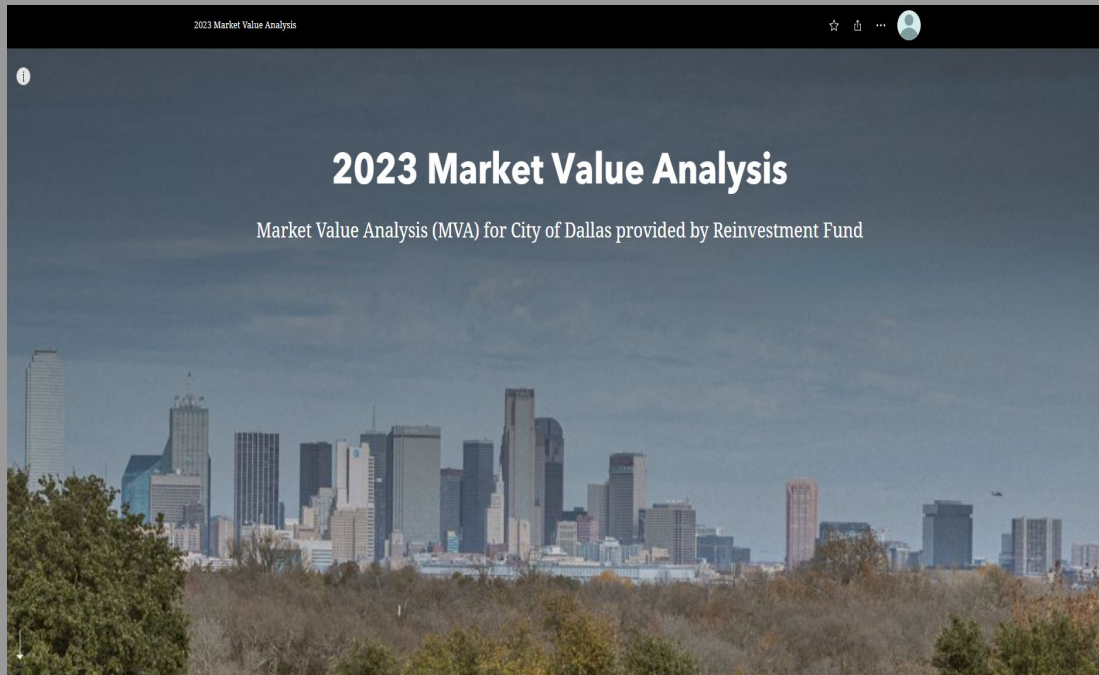 2023 Market Value Analysis
2023 Market Value Analysis
Market Value Analysis (MVA) for City of Dallas provided by Reinvestment Fund